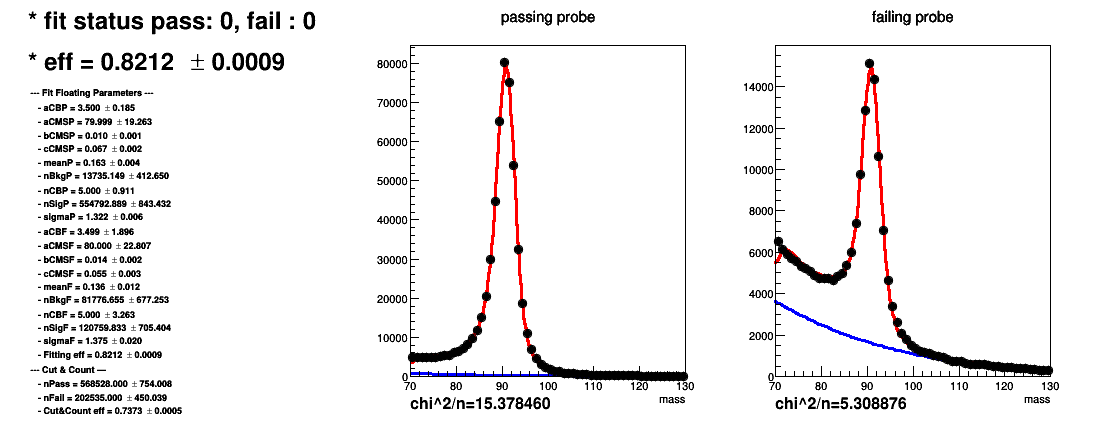 * fit status pass: 0, fail : 0
* eff = 0.8212 ± 0.0009
--- Fit Floating Parameters ---
- aCBP = 3.500 ± 0.185
- aCMSP = 79.999 ± 19.263
- bCMSP = 0.010 ± 0.001
- cCMSP = 0.067 ± 0.002
- meanP = 0.163 ± 0.004
- nBkgP = 13735.149 ± 412.650
- nCBP = 5.000 ± 0.911
- nSigP = 554792.889 ± 843.432
- sigmaP = 1.322 ± 0.006
- aCBF = 3.499 ± 1.896
- aCMSF = 80.000 ± 22.807
- bCMSF = 0.014 ± 0.002
- cCMSF = 0.055 ± 0.003
- meanF = 0.136 ± 0.012
- nBkgF = 81776.655 ± 677.253
- nCBF = 5.000 ± 3.263
- nSigF = 120759.833 ± 705.404
- sigmaF = 1.375 ± 0.020
- Fitting eff = 0.8212 ± 0.0009
--- Cut & Count ---
- nPass = 568528.000 ± 754.008
- nFail = 202535.000 ± 450.039
- Cut&Count eff = 0.7373 ± 0.0005
passing probe
80000
70000
60000
50000
40000
30000
20000
10000
0
70 80 90 100 110 120 130
mass
chi^2/n=15.378460
failing probe
14000
12000
10000
8000
6000
4000
2000
0
70 80 90 100 110 120 130
mass
chi^2/n=5.308876